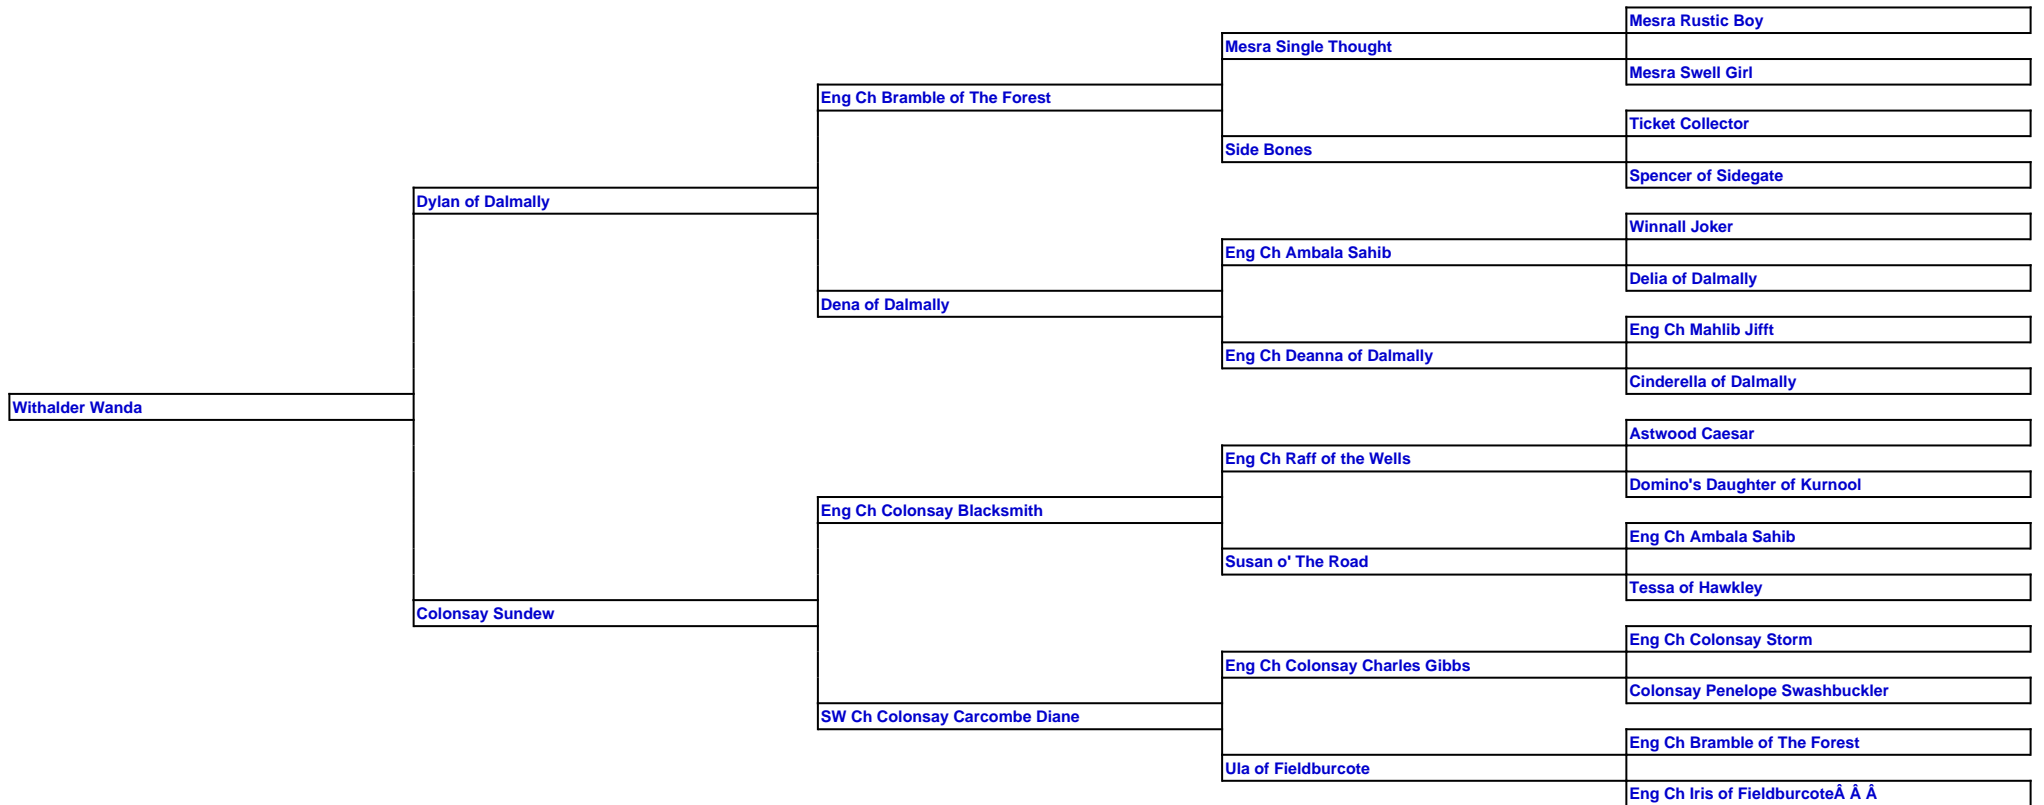 Mesra Rustic Boy
Mesra Single Thought
Mesra Swell Girl
Eng Ch Bramble of The Forest
Ticket Collector
Side Bones
Spencer of Sidegate
Dylan of Dalmally
Winnall Joker
Eng Ch Ambala Sahib
Delia of Dalmally
Dena of Dalmally
Eng Ch Mahlib Jifft
Eng Ch Deanna of Dalmally
Cinderella of Dalmally
Withalder Wanda
Astwood Caesar
Eng Ch Raff of the Wells
Domino's Daughter of Kurnool
Eng Ch Colonsay Blacksmith
Eng Ch Ambala Sahib
Susan o' The Road
Tessa of Hawkley
Colonsay Sundew
Eng Ch Colonsay Storm
Eng Ch Colonsay Charles Gibbs
Colonsay Penelope Swashbuckler
SW Ch Colonsay Carcombe Diane
Eng Ch Bramble of The Forest
Ula of Fieldburcote
Eng Ch Iris of FieldburcoteÂ Â Â